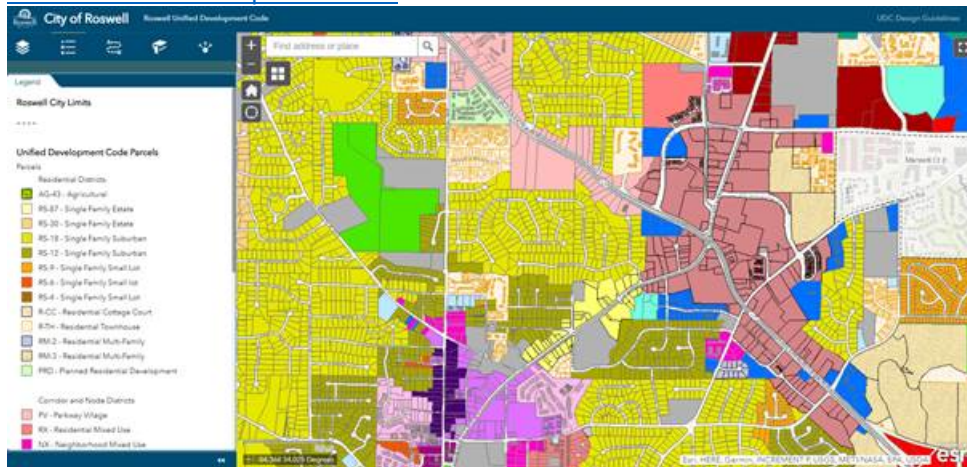 City of Roswell Roswell Unified Development Code
UDC Design Guidelines
Find address or place
Legend
Roswell City Limits
Unified Development Code Parcels
Parcels
Residential Districts
AG-43 - Agricultural
RS-87 - Single Family Estate
RS-30 - Single Family Estate
RS-18 - Single Family Suburban
RS-12 - Single Family Suburban
RS-9 - Single Family Small Lot
RS-6 - Single Family Small lot
RS-4 - Single Family Small Lot
R-CC - Residential Cottage Court
R-TH - Residential Townhouse
RM-2 - Residential Multi-Family
RM-3 - Residential Multi-Family
PRD - Planned Residential Development
Corridor and Node Districts
PV - Parkway Village
RX - Residential Mixed Use
NX - Neighborhood Mixed Use
Mansell Ct E
Degrees
Esri, HERE, Garmin, INCREMENT P, USGS, METI/NASA, EPA, USDA
esri